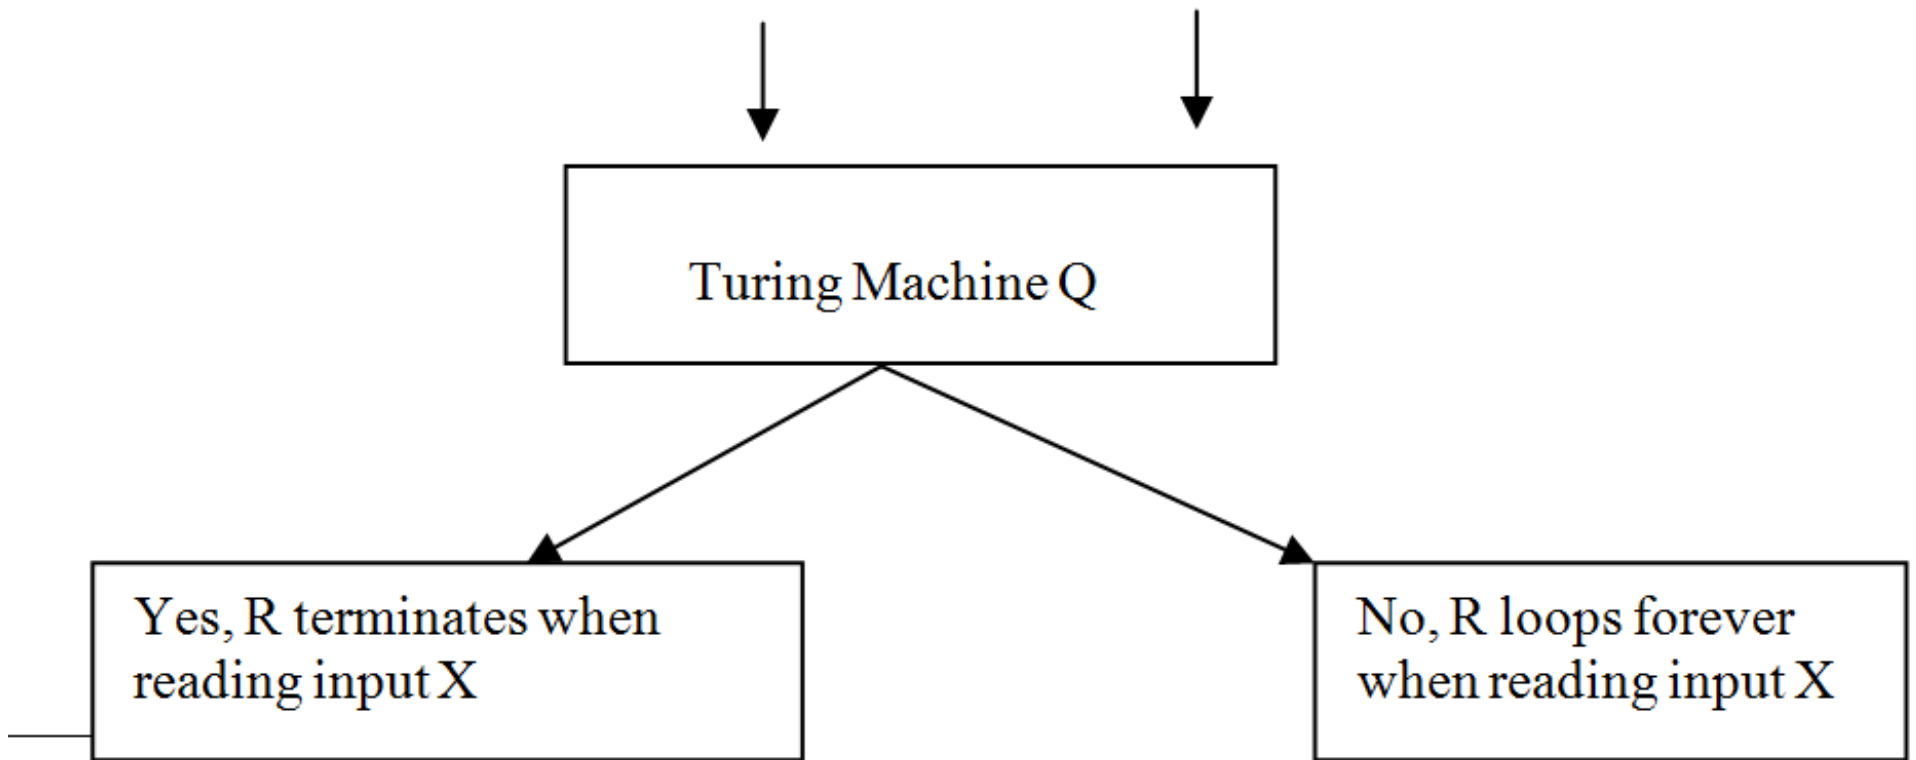 Turing Machine Q
Yes, R terminates when
reading input X
No, R loops forever
when reading input X